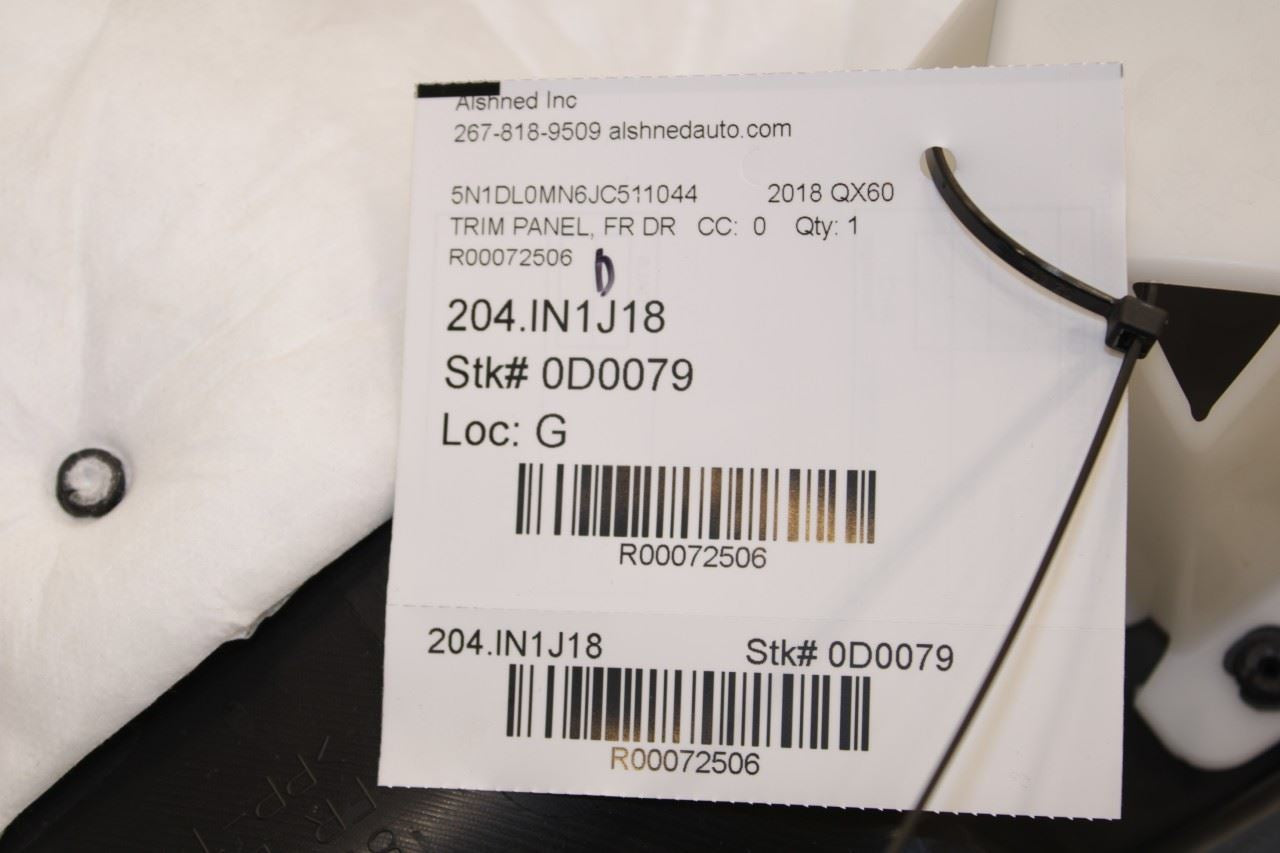 Alshned Inc
267-818-9509 alshnedauto.com
5N1DL0MN6JC511044 2018 QX60
TRIM PANEL, FR DR CC: 0 Qty: 1
R00072506
D
204.IN1J18
Stk# 0D0079
Loc: G
R00072506
204.IN1J18 Stk# 0D0079
R00072506
FR